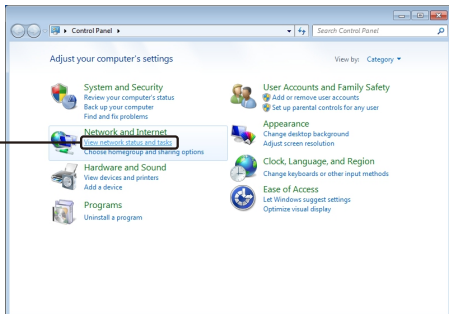 Control Panel
Search Control Panel
Adjust your computer's settings
View by: Category
System and Security
Review your computer's status
Back up your computer
Find and fix problems
Network and Internet
View network status and tasks
Choose homegroup and sharing options
Hardware and Sound
View devices and printers
Add a device
Programs
Uninstall a program
User Accounts and Family Safety
Add or remove user accounts
Set up parental controls for any user
Appearance
Change desktop background
Adjust screen resolution
Clock, Language, and Region
Change keyboards or other input methods
Ease of Access
Let Windows suggest settings
Optimize visual display